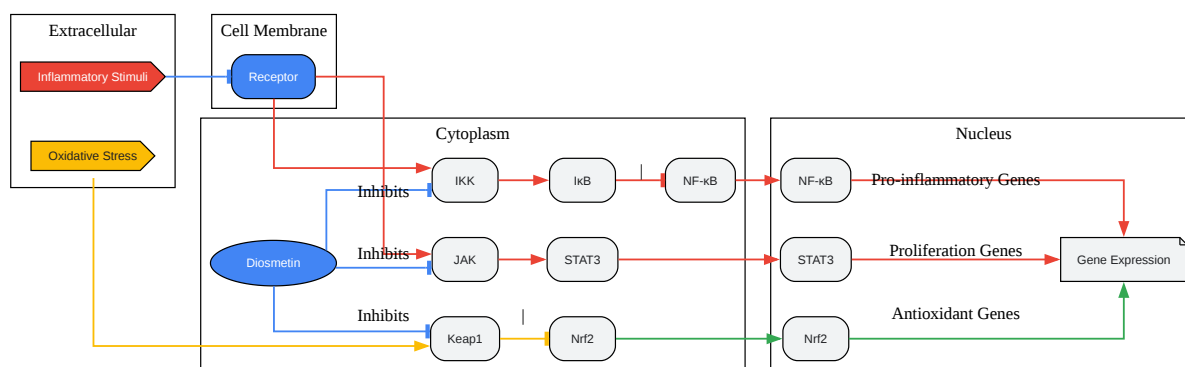 Extracellular
Cell Membrane
Inflammatory Stimuli
Receptor
Oxidative Stress
Cytoplasm
Nucleus
IKK
IκB
|
NF-κB
NF-κB
Pro-inflammatory Genes
Inhibits
Diosmetin
Inhibits
JAK
STAT3
STAT3
Proliferation Genes
Gene Expression
Inhibits
Keap1
|
Nrf2
Nrf2
Antioxidant Genes